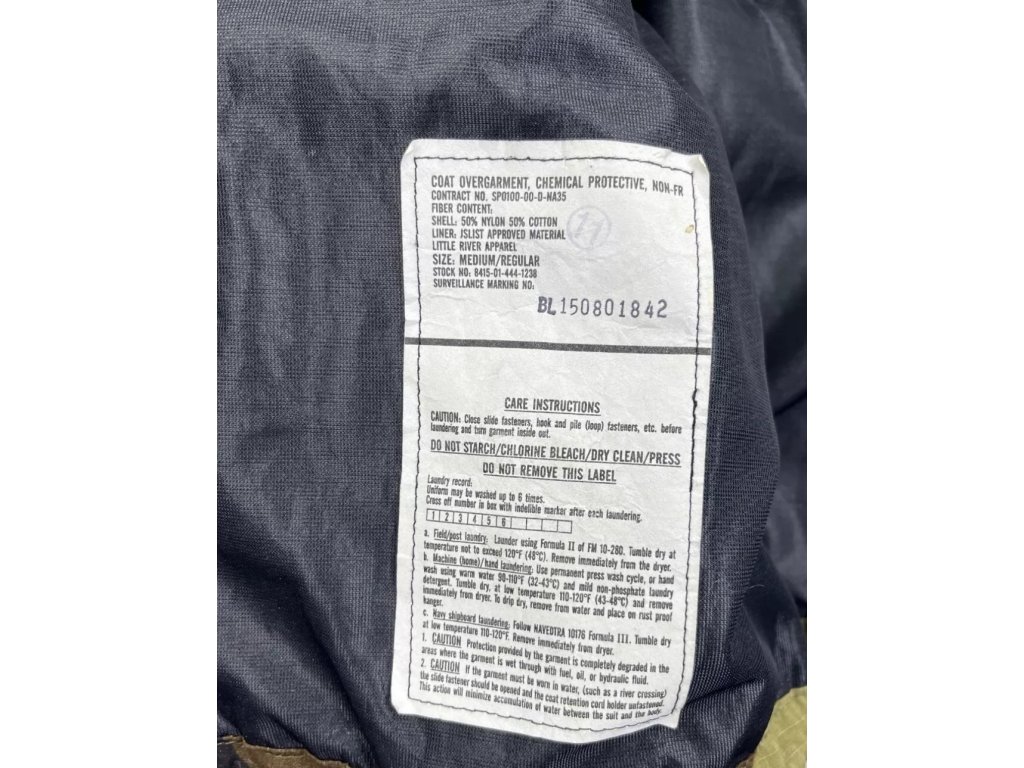 COAT OVERGARMENT, CHEMICAL PROTECTIVE, NON-FR
CONTRACT NO. SPO100-00-D-NA35
FIBER CONTENT:
SHELL: 50% NYLON 50% COTTON
LINER: JSLIST APPROVED MATERIAL
LITTLE RIVER APPAREL
SIZE: MEDIUM/REGULAR
STOCK NO: 8415-01-444-1238
SURVEILLANCE MARKING NO:
BL150801842
CARE INSTRUCTIONS
CAUTION: Close slide fasteners, hook and pile (loop) fasteners, etc. before
laundering and turn garment inside out.
DO NOT STARCH/CHLORINE BLEACH/DRY CLEAN/PRESS
DO NOT REMOVE THIS LABEL
Laundry record:
Uniform may be washed up to 6 times.
Cross off number in box with indelible marker after each laundering.
1 2 3 4 5 6
a. Field/post laundry: Launder using Formula II of FM 10-280. Tumble dry at
temperature not to exceed 120°F (48°C). Remove immediately from the dryer.
b. Machine (home)/hand laundering: Use permanent press wash cycle, or hand
wash using warm water 90-110°F (32-43°C) and mild non-phosphate laundry
detergent. Tumble dry, at low temperature 110-120°F (43-48°C) and remove
immediately from dryer. To drip dry, remove from water and place on rust proof
hanger.
c. Navy shipboard laundering: Follow NAVEDTRA 10176 Formula III. Tumble dry
at low temperature 110-120°F. Remove immediately from dryer.
1. CAUTION Protection provided by the garment is completely degraded in the
areas where the garment is wet through with fuel, oil, or hydraulic fluid.
2. CAUTION If the garment must be worn in water, (such as a river crossing)
the slide fastener should be opened and the coat retention cord holder unfastened.
This action will minimize accumulation of water between the suit and the body.